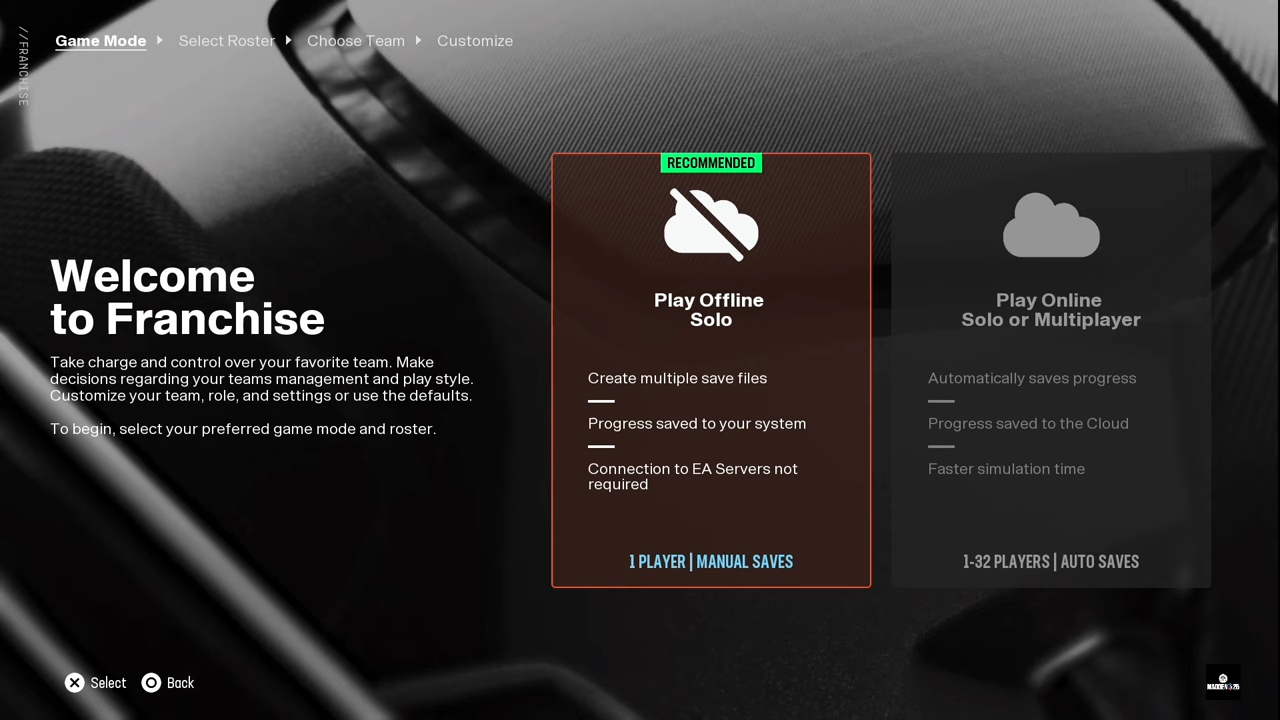 //FRANCHISE
Game Mode
Select Roster
Choose Team
Customize
Welcome
to Franchise
Take charge and control over your favorite team. Make
decisions regarding your teams management and play style.
Customize your team, role, and settings or use the defaults.
To begin, select your preferred game mode and roster.
RECOMMENDED
Play Offline
Solo
Create multiple save files
Progress saved to your system
Connection to EA Servers not
required
1 PLAYER | MANUAL SAVES
Play Online
Solo or Multiplayer
Automatically saves progress
Progress saved to the Cloud
Faster simulation time
1-32 PLAYERS | AUTO SAVES
Select
Back
MADDEN 26